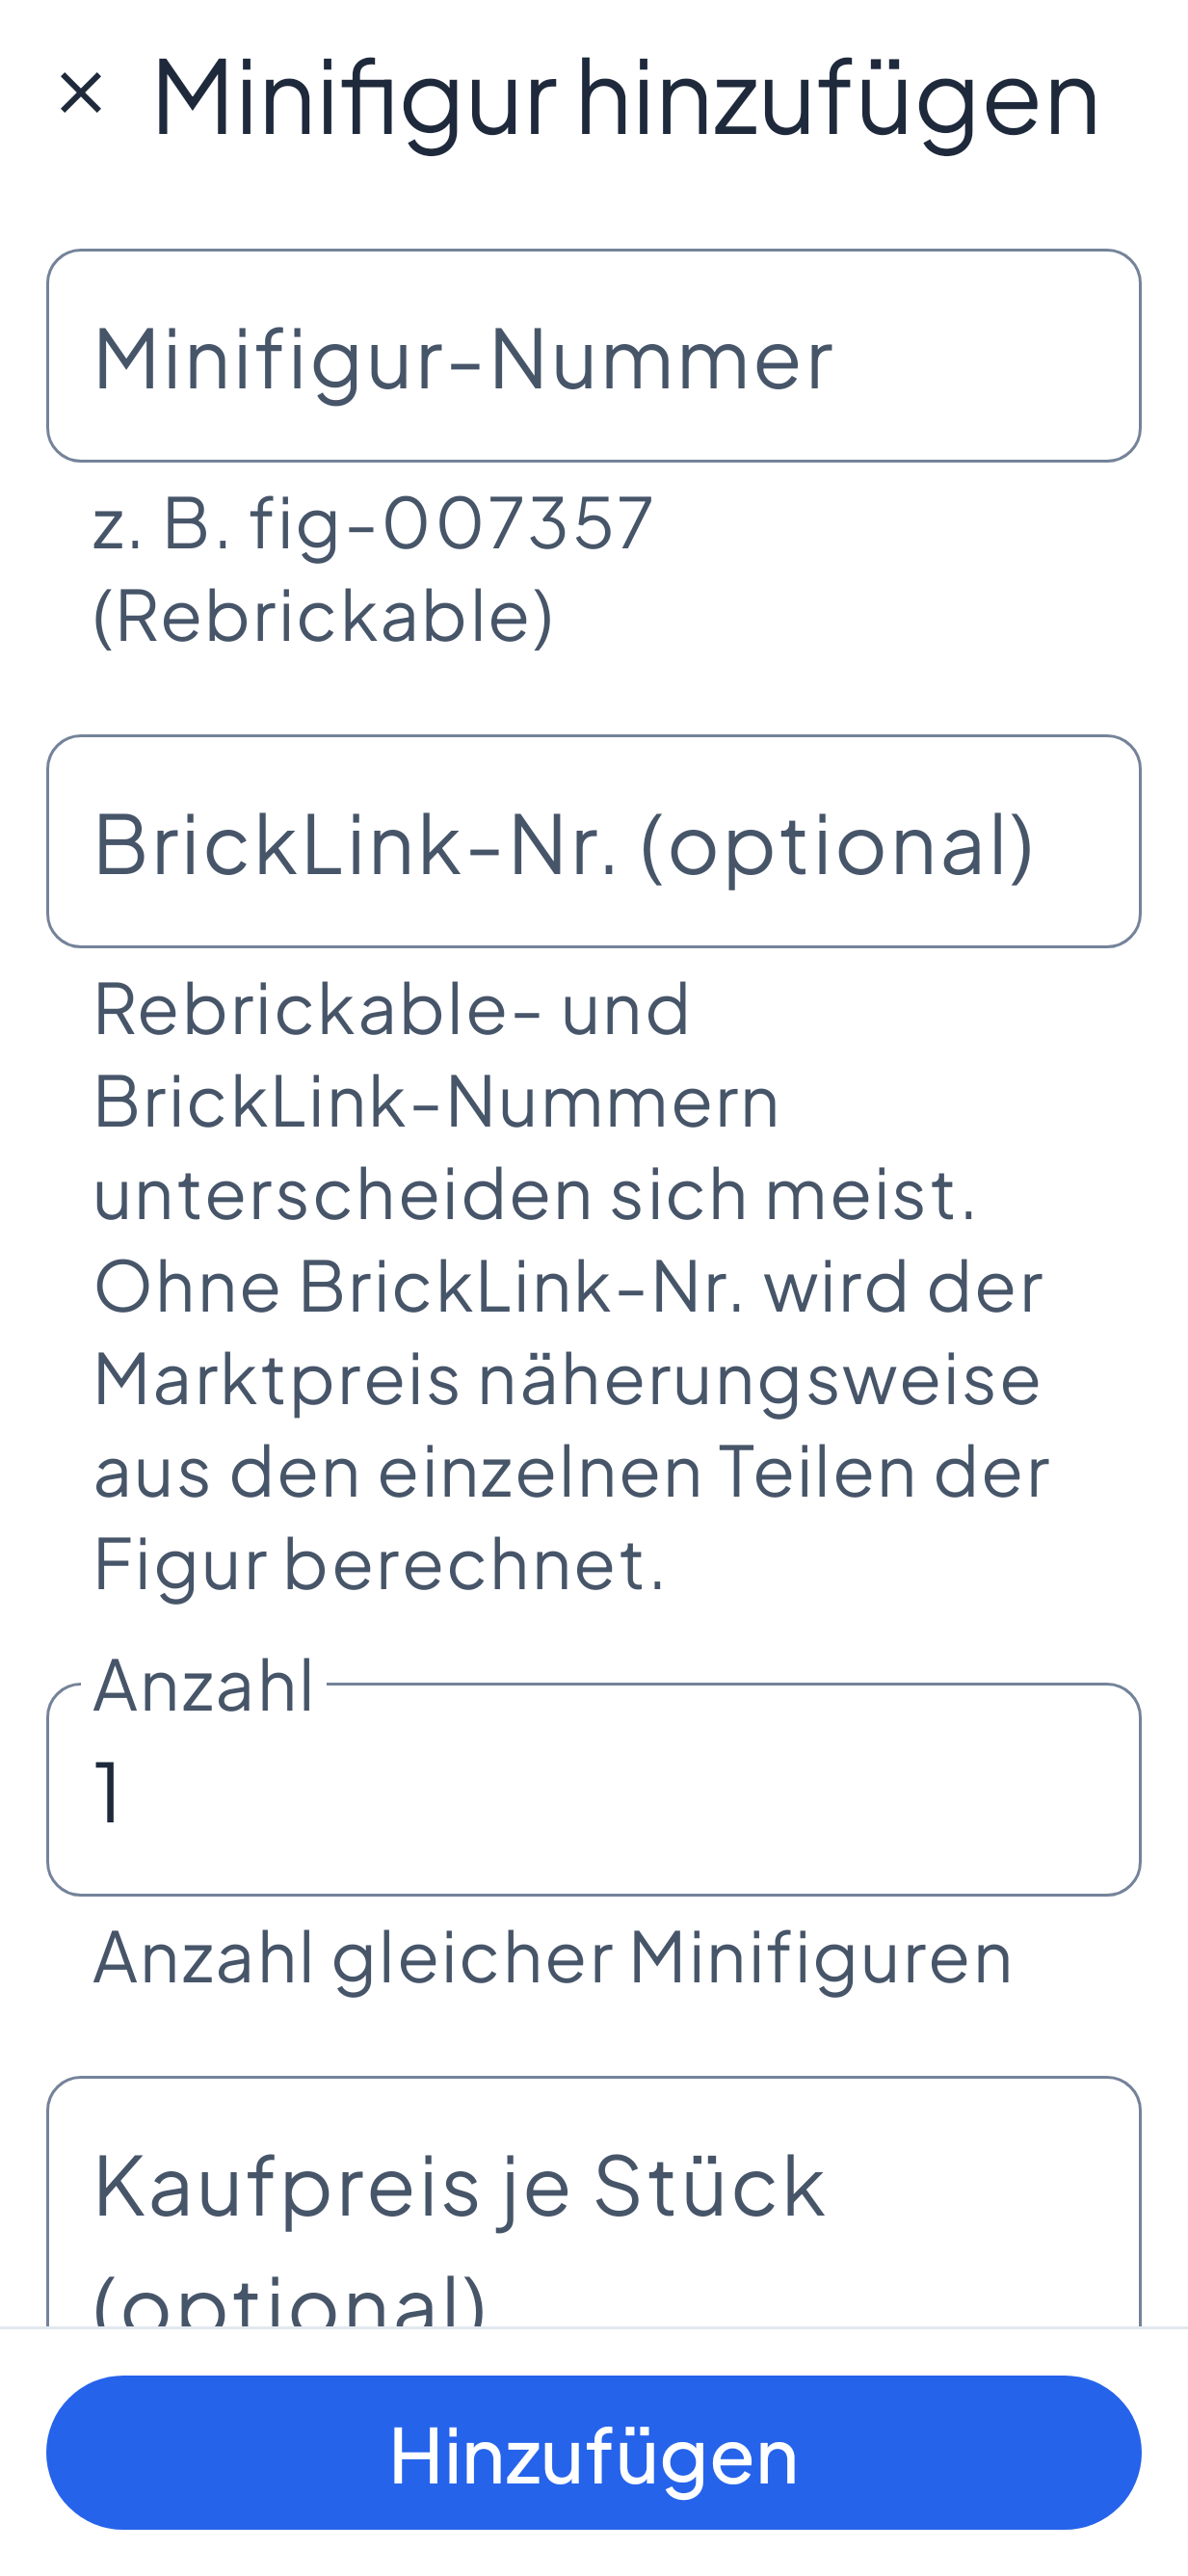 Minifigur hinzufügen
Minifigur-Nummer
z. B. fig-007357
(Rebrickable)
BrickLink-Nr. (optional)
Rebrickable- und
BrickLink-Nummern
unterscheiden sich meist.
Ohne BrickLink-Nr. wird der
Marktpreis näherungsweise
aus den einzelnen Teilen der
Figur berechnet.
Anzahl
1
Anzahl gleicher Minifiguren
Kaufpreis je Stück
(optional)
Hinzufügen